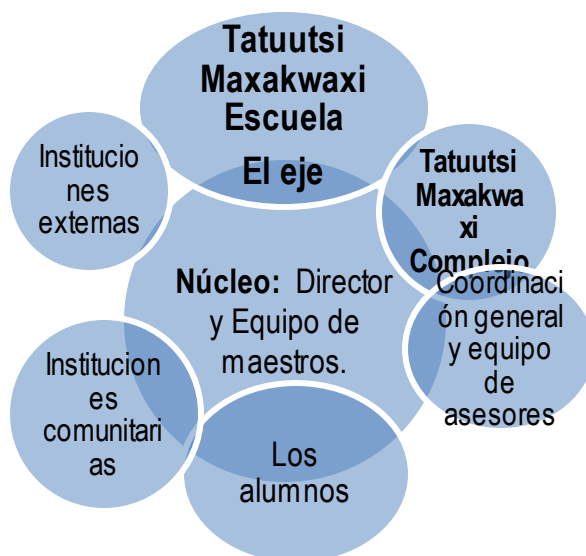 Tatuutsi
Maxakwaxi
Escuela
El eje
Institucio
nes
externas
Tatuutsi
Maxakwa
xi
Complejo
Núcleo: Director
y Equipo de
maestros.
Coordinaci
ón general
y equipo
de
asesores
Institucion
es
comunitari
as
Los
alumnos